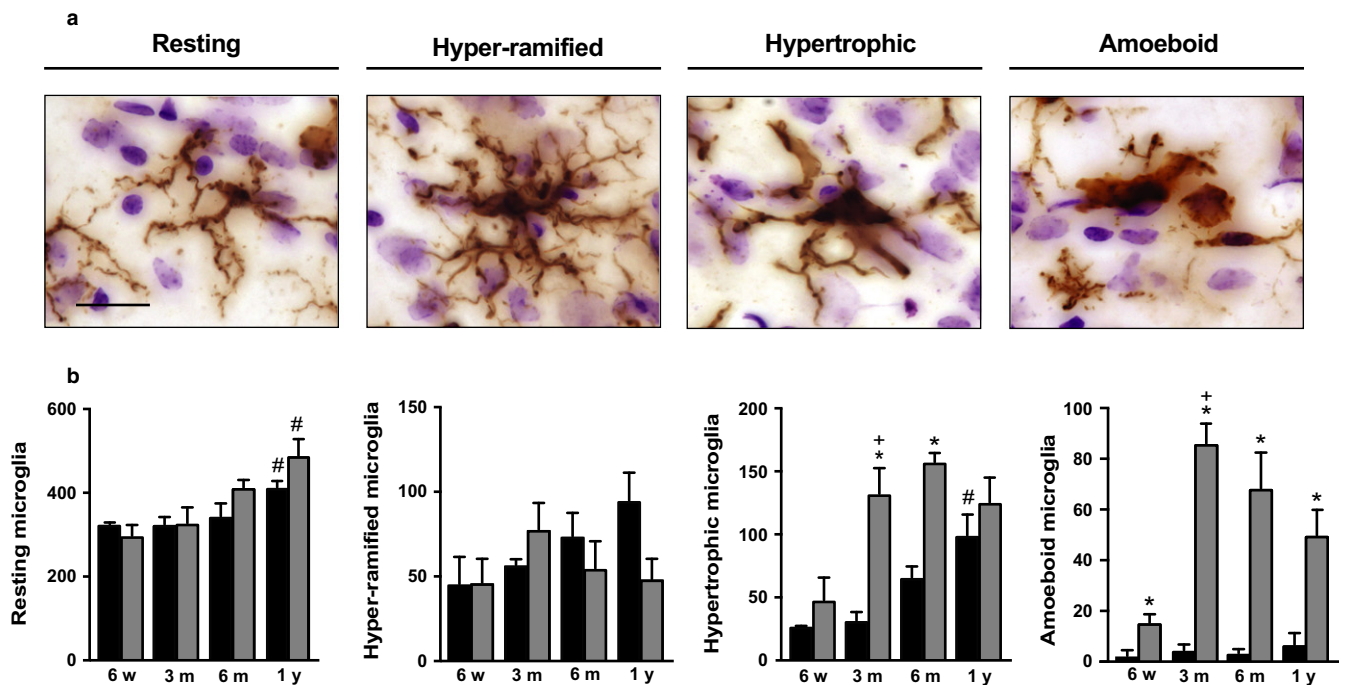 a
Resting Hyper-ramified Hypertrophic Amoeboid
b
Resting microglia
600
400
200
0
# #
6 w 3 m 6 m 1 y
Hyper-ramified microglia
150
100
50
0
6 w 3 m 6 m 1 y
Hypertrophic microglia
200
150
100
50
0
+
* * #
6 w 3 m 6 m 1 y
Amoeboid microglia
100
80
60
40
20
0
+
* * * *
6 w 3 m 6 m 1 y